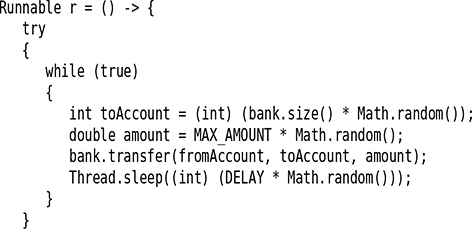 Runnable r = () -> {
   try
   {
      while (true)
      {
         int toAccount = (int) (bank.size() * Math.random());
         double amount = MAX_AMOUNT * Math.random();
         bank.transfer(fromAccount, toAccount, amount);
         Thread.sleep((int) (DELAY * Math.random()));
      }
   }